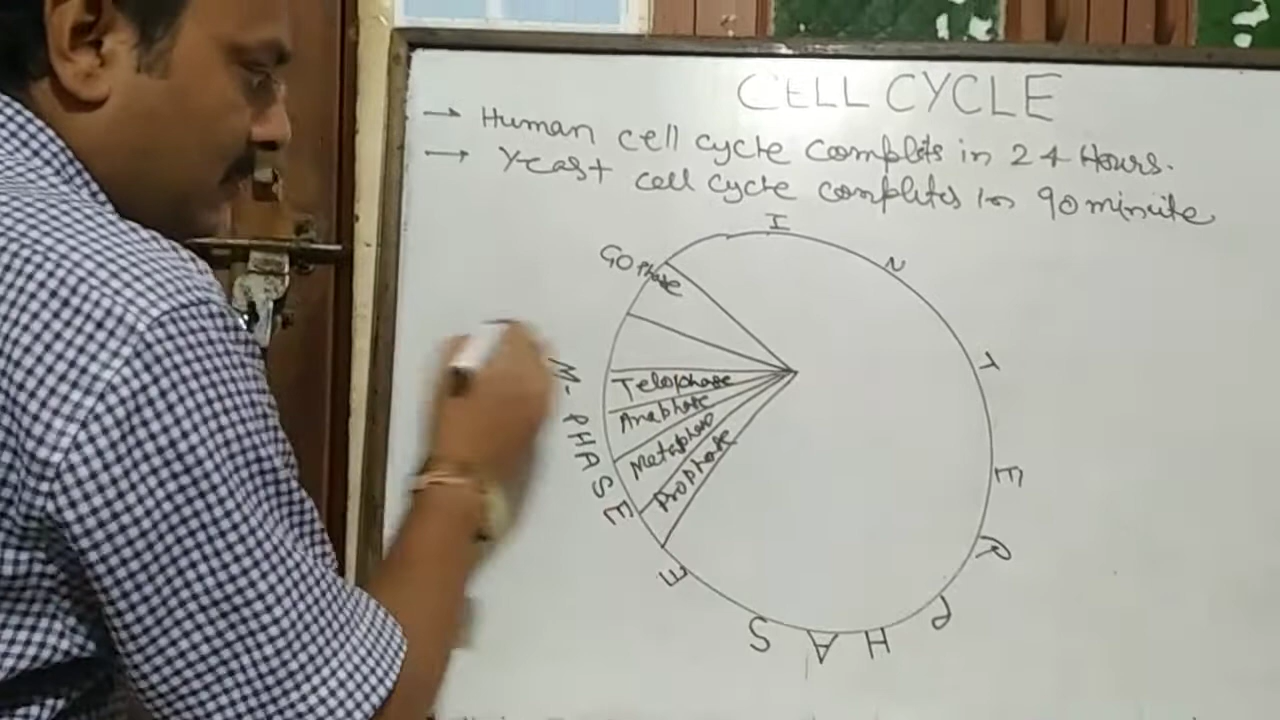 CELL CYCLE
→ Human cell cycle complets in 24 Hours.
→ Yeast cell cycle complites in 90 minute
G0 Phase
Telophase
Anaphase
Metaphase
Prophase
M-PHASE
INTERPHASE